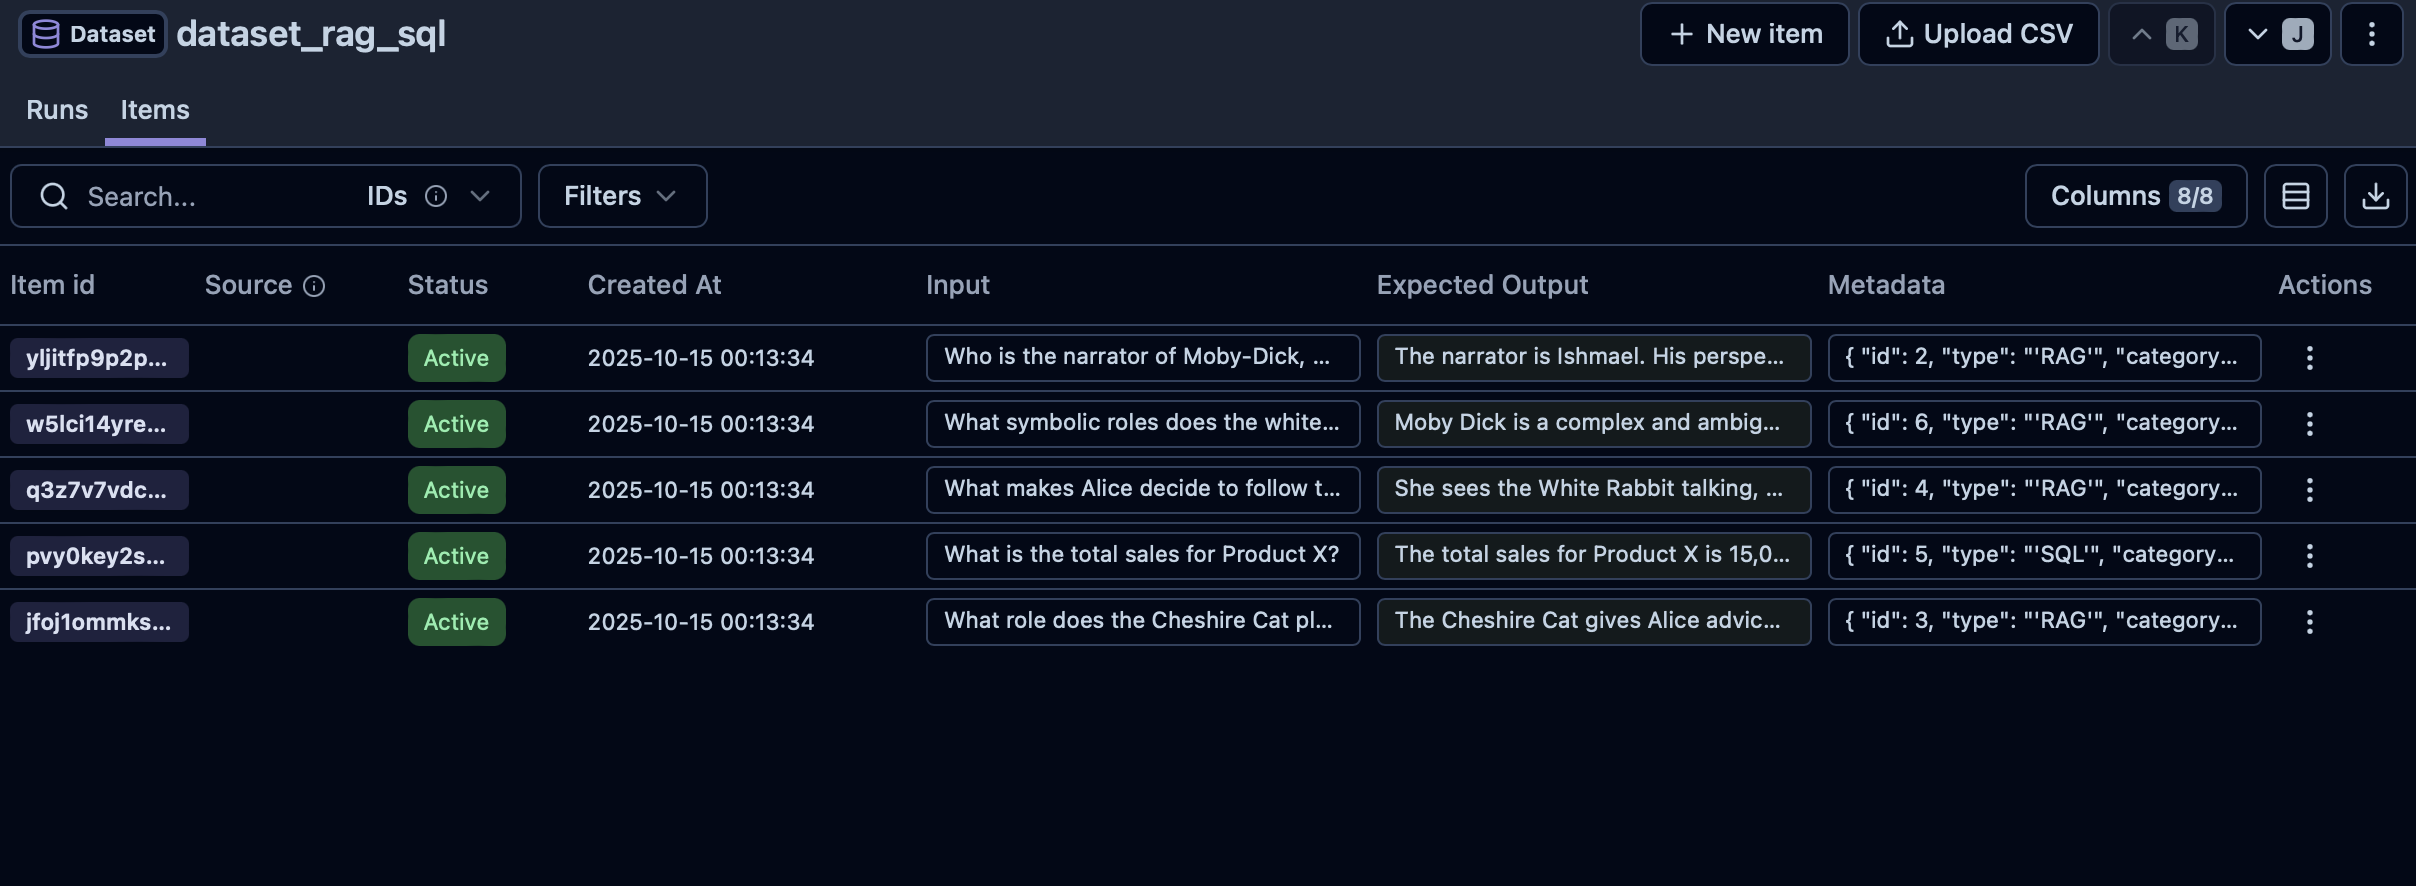 Dataset dataset_rag_sql
New item Upload CSV K J
Runs Items
Search... IDs Filters Columns 8/8
Item id Source Status Created At Input Expected Output Metadata Actions
yljitfp9p2p... Active 2025-10-15 00:13:34 Who is the narrator of Moby-Dick, ... The narrator is Ishmael. His perspe... { "id": 2, "type": "'RAG'", "category...
w5lci14yre... Active 2025-10-15 00:13:34 What symbolic roles does the white... Moby Dick is a complex and ambig... { "id": 6, "type": "'RAG'", "category...
q3z7v7vdc... Active 2025-10-15 00:13:34 What makes Alice decide to follow t... She sees the White Rabbit talking, ... { "id": 4, "type": "'RAG'", "category...
pvy0key2s... Active 2025-10-15 00:13:34 What is the total sales for Product X? The total sales for Product X is 15,0... { "id": 5, "type": "'SQL'", "category...
jfoj1ommks... Active 2025-10-15 00:13:34 What role does the Cheshire Cat pl... The Cheshire Cat gives Alice advic... { "id": 3, "type": "'RAG'", "category...